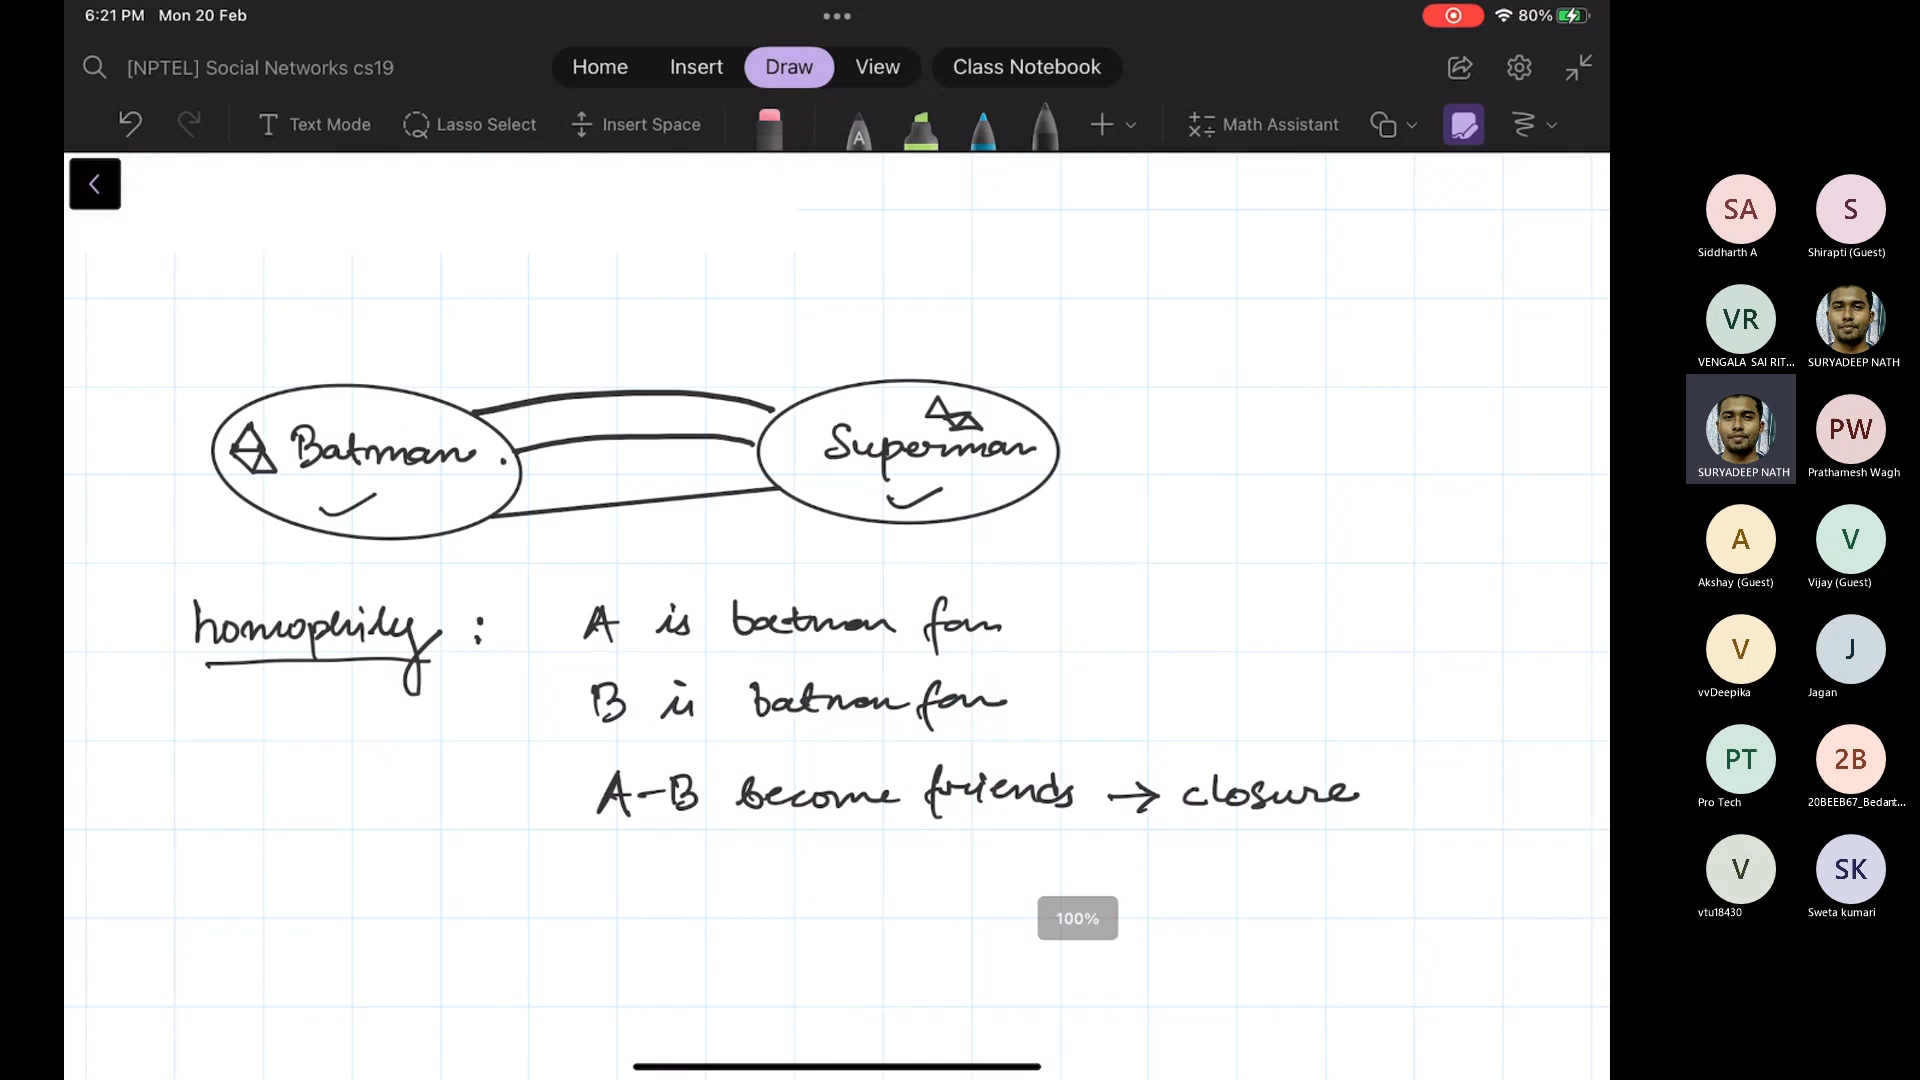 6:21 PM Mon 20 Feb
80%
[NPTEL] Social Networks cs19
Home Insert Draw View Class Notebook
Text Mode Lasso Select Insert Space A Math Assistant
Batman
Superman
homophily : A is batman fan
B is batman fan
A-B become friends → closure
100%
SA S
Siddharth A Shirapti (Guest)
VR
VENGALA SAI RIT... SURYADEEP NATH
PW
SURYADEEP NATH Prathamesh Wagh
A V
Akshay (Guest) Vijay (Guest)
V J
vvDeepika Jagan
PT 2B
Pro Tech 20BEEB67_Bedant...
V SK
vtu18430 Sweta kumari